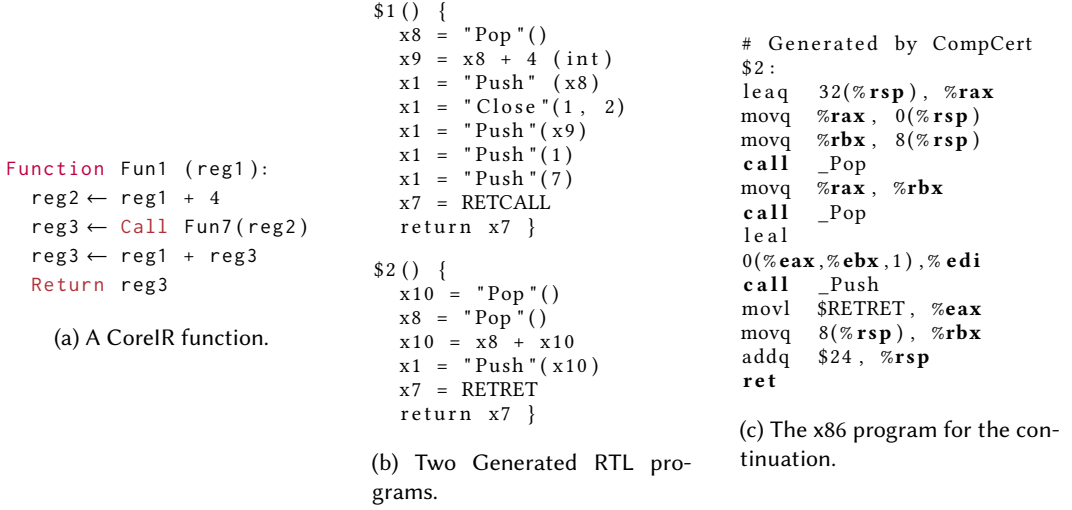 Function Fun1 (reg1):
reg2 ← reg1 + 4
reg3 ← Call Fun7(reg2)
reg3 ← reg1 + reg3
Return reg3
(a) A CoreIR function.
$1() {
x8 = "Pop"()
x9 = x8 + 4 (int)
x1 = "Push" (x8)
x1 = "Close"(1, 2)
x1 = "Push"(x9)
x1 = "Push"(1)
x1 = "Push"(7)
x7 = RETCALL
return x7 }
$2() {
x10 = "Pop"()
x8 = "Pop"()
x10 = x8 + x10
x1 = "Push"(x10)
x7 = RETRET
return x7 }
(b) Two Generated RTL pro-
grams.
# Generated by CompCert
$2:
leaq 32(%rsp), %rax
movq %rax, 0(%rsp)
movq %rbx, 8(%rsp)
call _Pop
movq %rax, %rbx
call _Pop
leal
0(%eax,%ebx,1),%edi
call _Push
movl $RETRET, %eax
movq 8(%rsp), %rbx
addq $24, %rsp
ret
(c) The x86 program for the con-
tinuation.